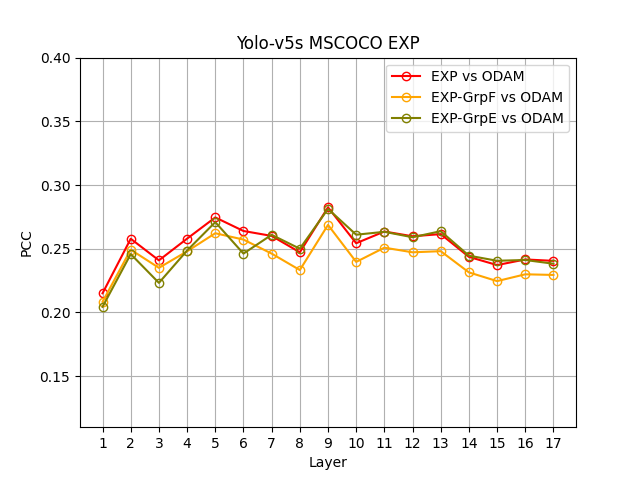 Yolo-v5s MSCOCO EXP
EXP vs ODAM
EXP-GrpF vs ODAM
EXP-GrpE vs ODAM
PCC
0.40
0.35
0.30
0.25
0.20
0.15
1 2 3 4 5 6 7 8 9 10 11 12 13 14 15 16 17
Layer